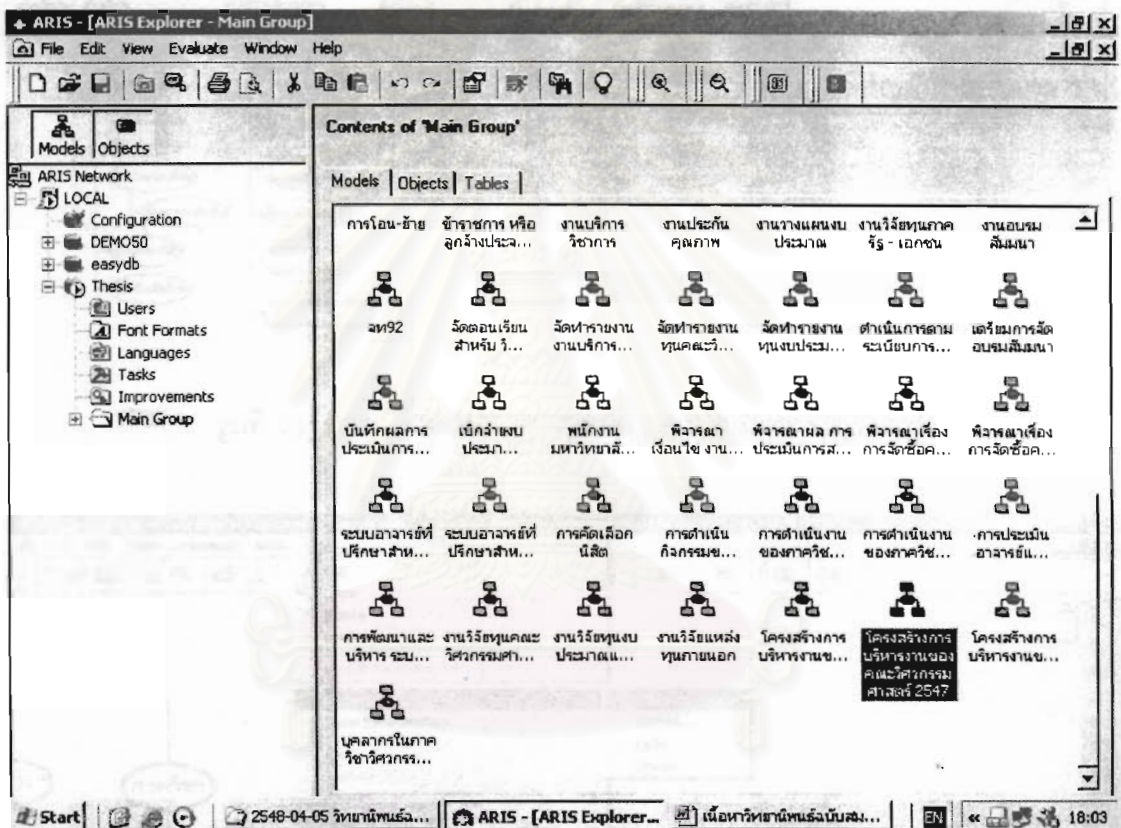 ARIS - [ARIS Explorer - Main Group]
File Edit View Evaluate Window Help
Models Objects
ARIS Network
LOCAL
Configuration
DEMO50
easydb
Thesis
Users
Font Formats
Languages
Tasks
Improvements
Main Group
Contents of 'Main Group'
Models Objects Tables
การโอน-ย้าย ข้าราชการ หรือ งานบริการ งานประกัน งานวางแผนงบ งานวิจัยทุนภาค งานอบรม
ลูกจ้างประจ... วิชาการ คุณภาพ ประมาณ รัฐ - เอกชน สัมมนา
จท92 จัดตอนเรียน จัดทำรายงาน จัดทำรายงาน จัดทำรายงาน ดำเนินการตาม เตรียมการจัด
สำหรับ วิ... งานบริการ... ทุนคณะวิ... ทุนงบประม... ระเบียบการ... อบรมสัมมนา
บันทึกผลการ เบิกจ่ายงบ พนักงาน พิจารณา พิจารณาผล การ พิจารณาเรื่อง พิจารณาเรื่อง
ประเมินการ... ประมา... มหาวิทยาลั... เงื่อนไข งาน... ประเมินการส... การจัดซื้อค... การจัดซื้อค...
ระบบอาจารย์ที่ ระบบอาจารย์ที่ การคัดเลือก การดำเนิน การดำเนินงาน การดำเนินงาน การประเมิน
ปรึกษาสำห... ปรึกษาสำห... นิสิต กิจกรรมข... ของภาควิช... ของภาควิช... อาจารย์แ...
การพัฒนาและ งานวิจัยทุนคณะ งานวิจัยทุนงบ งานวิจัยแหล่ง โครงสร้างการ โครงสร้างการ โครงสร้างการ
บริหาร ระบ... วิศวกรรมศา... ประมาณแ... ทุนภายนอก บริหารงานข... บริหารงานของ บริหารงานข...
คณะวิศวกรรม
ศาสตร์ 2547
บุคลากรในภาค
วิชาวิศวกรร...
Start 2548-04-05 วิทยานิพนธ์ฉ... ARIS - [ARIS Explorer... เนื้อหาวิทยานิพนธ์ฉบับสม... EN « 18:03